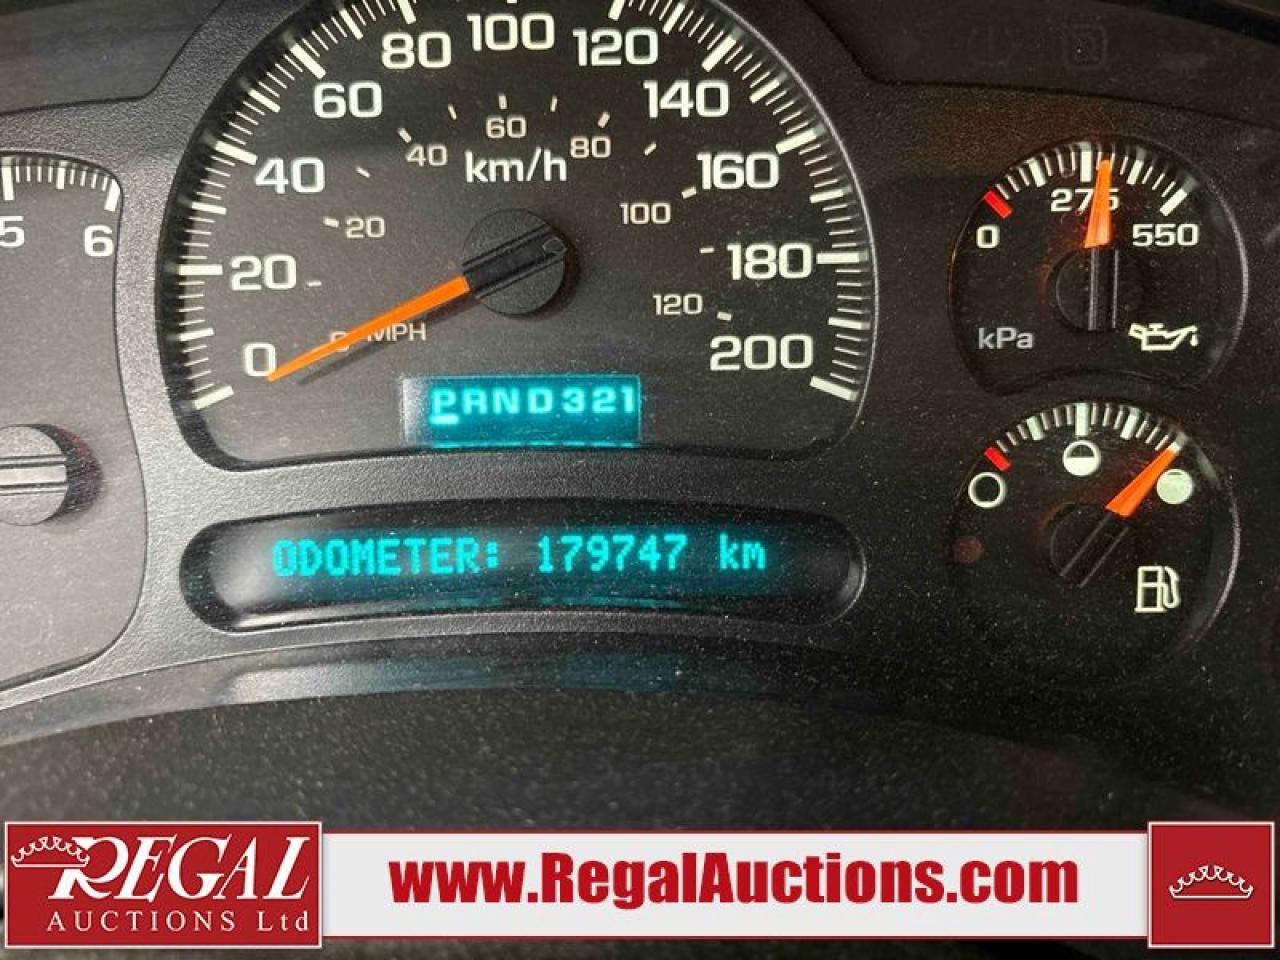 80 100 120
60 140
40 60 80
40 km/h 160
20 100
5 6 20 180
120
0 MPH 0 200
PRND321
ODOMETER: 179747 km
0 275 550
kPa
REGAL
AUCTIONS Ltd
www.RegalAuctions.com